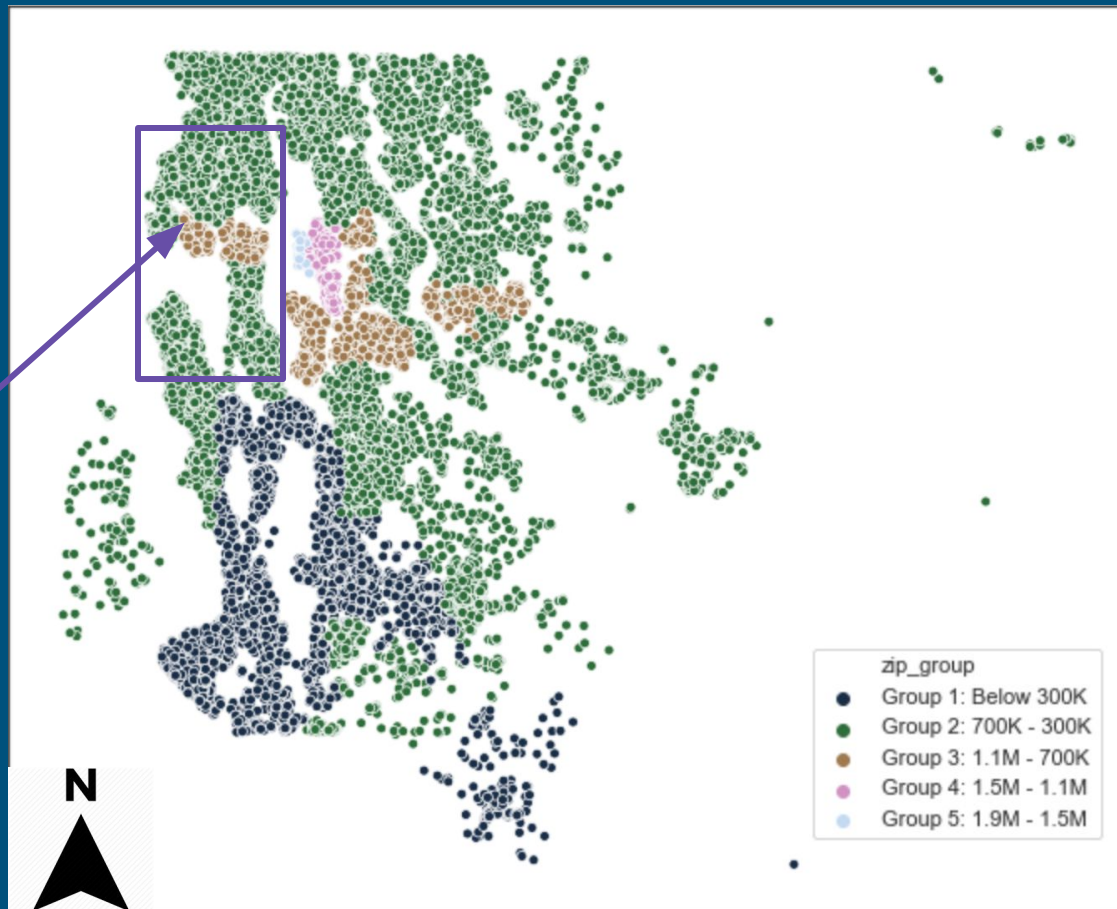 zip_group
Group 1: Below 300K
Group 2: 700K - 300K
Group 3: 1.1M - 700K
Group 4: 1.5M - 1.1M
Group 5: 1.9M - 1.5M
N